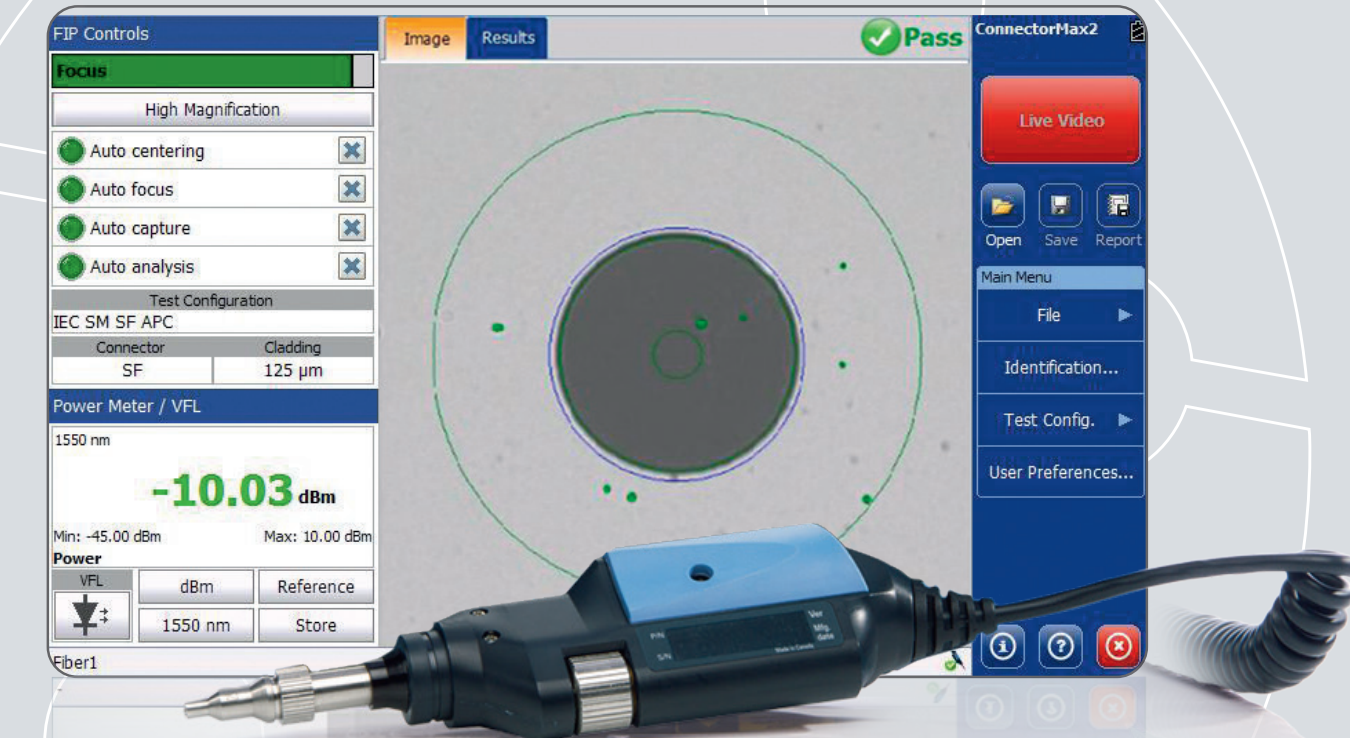 FIP Controls
Focus
High Magnification
Auto centering
Auto focus
Auto capture
Auto analysis
Test Configuration
IEC SM SF APC
Connector Cladding
SF 125 µm
Power Meter / VFL
1550 nm
-10.03 dBm
Min: -45.00 dBm Max: 10.00 dBm
Power
VFL
dBm Reference
1550 nm Store
Fiber1
Image Results
Pass
ConnectorMax2
Live Video
Open Save Report
Main Menu
File
Identification...
Test Config.
User Preferences...
P/N
S/N
Ver
Mfg.
date
Made in Canada